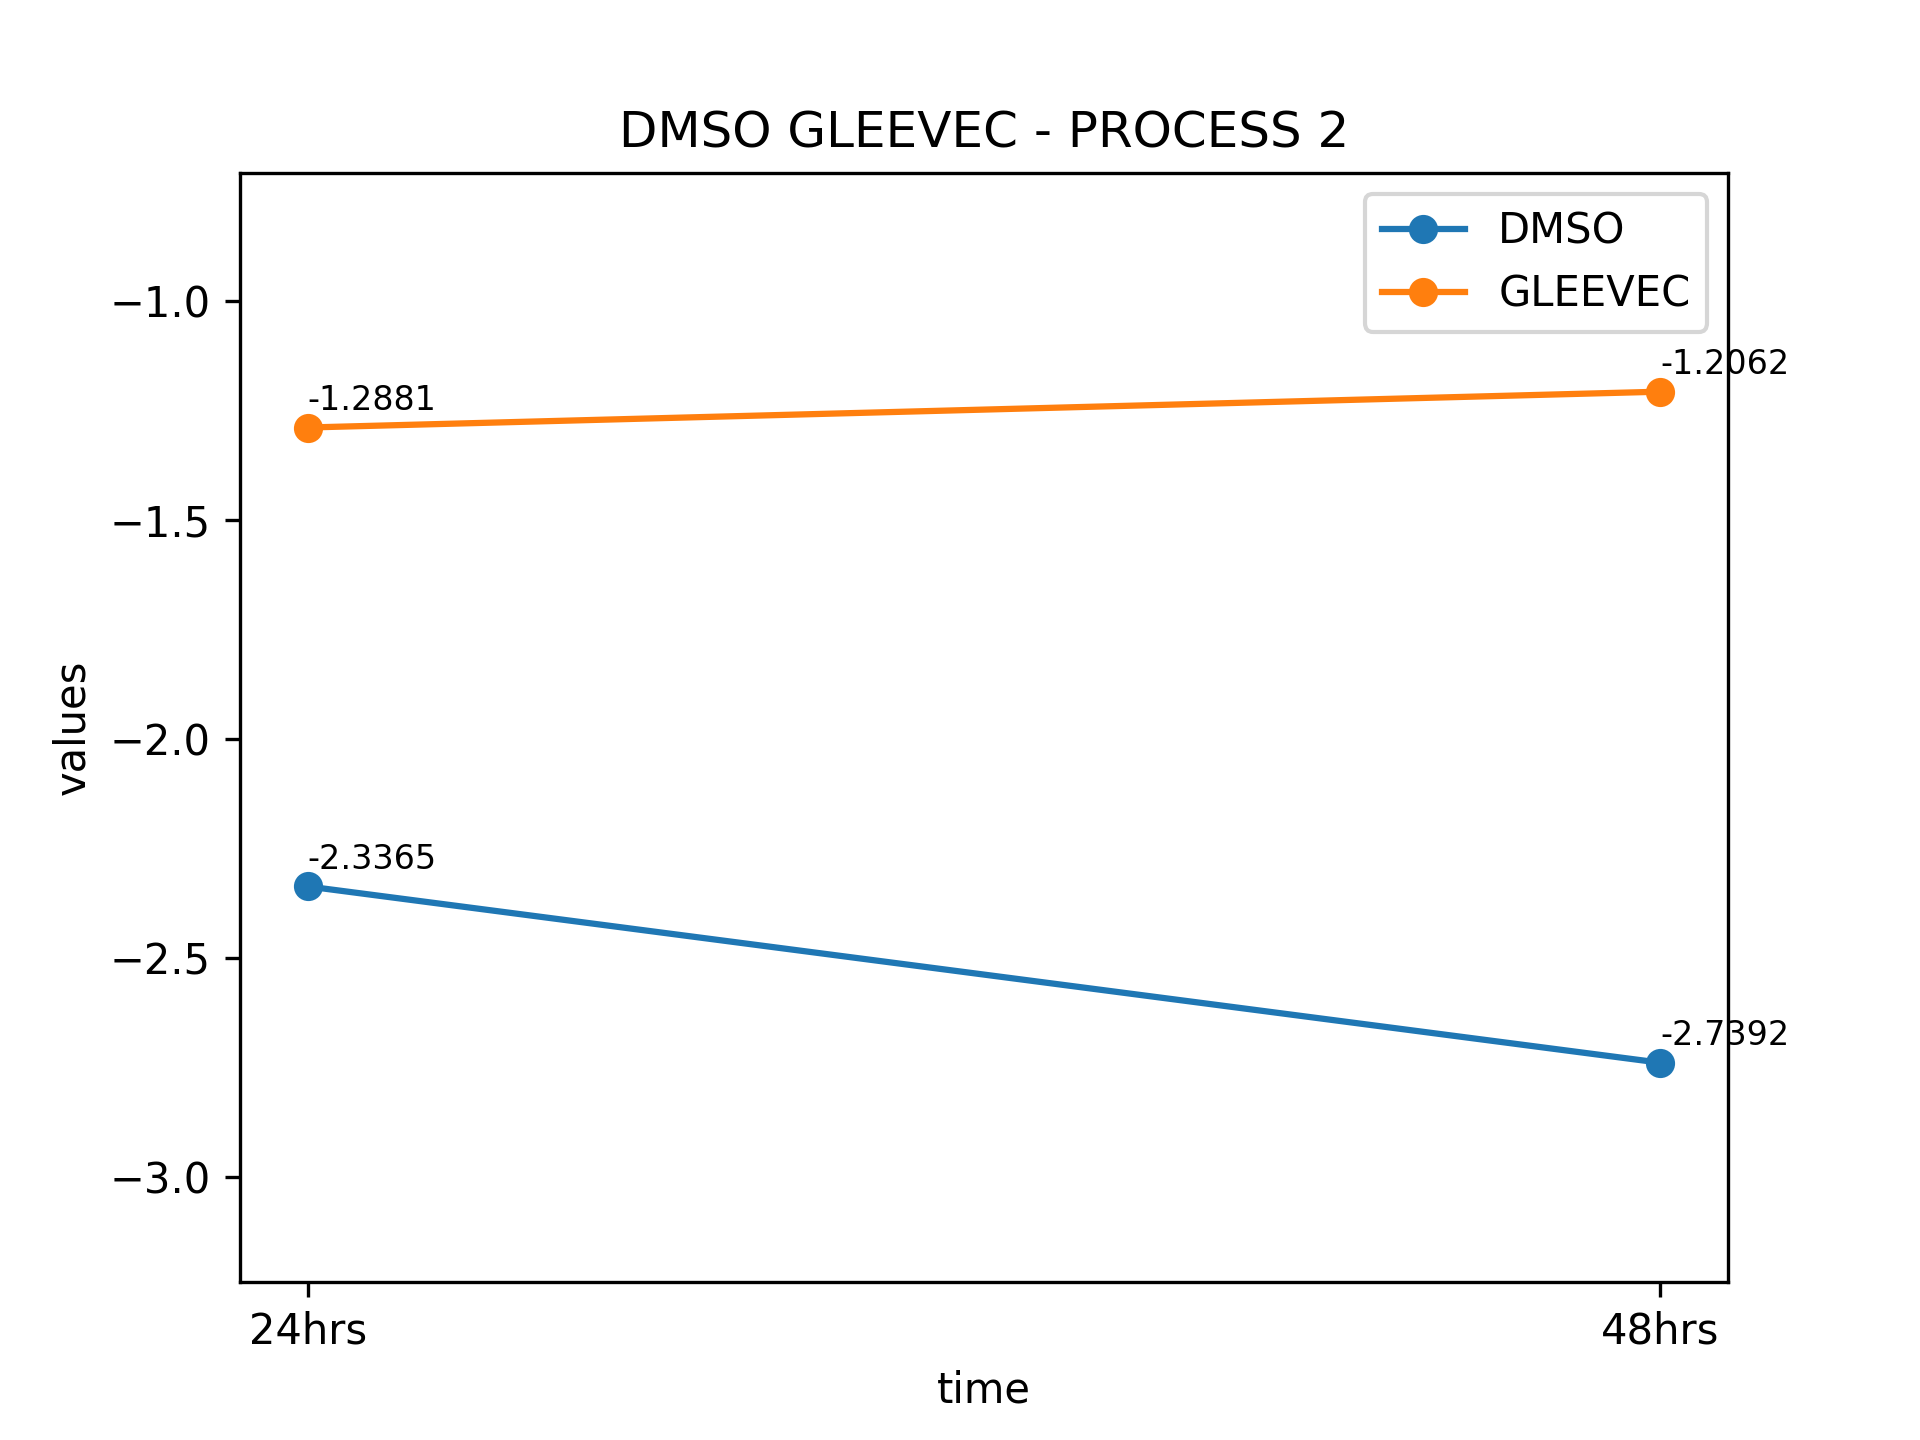 DMSO GLEEVEC - PROCESS 2
DMSO
GLEEVEC
−1.0
−1.5
−2.0
−2.5
−3.0
values
-1.2881
-1.2062
-2.3365
-2.7392
24hrs
48hrs
time